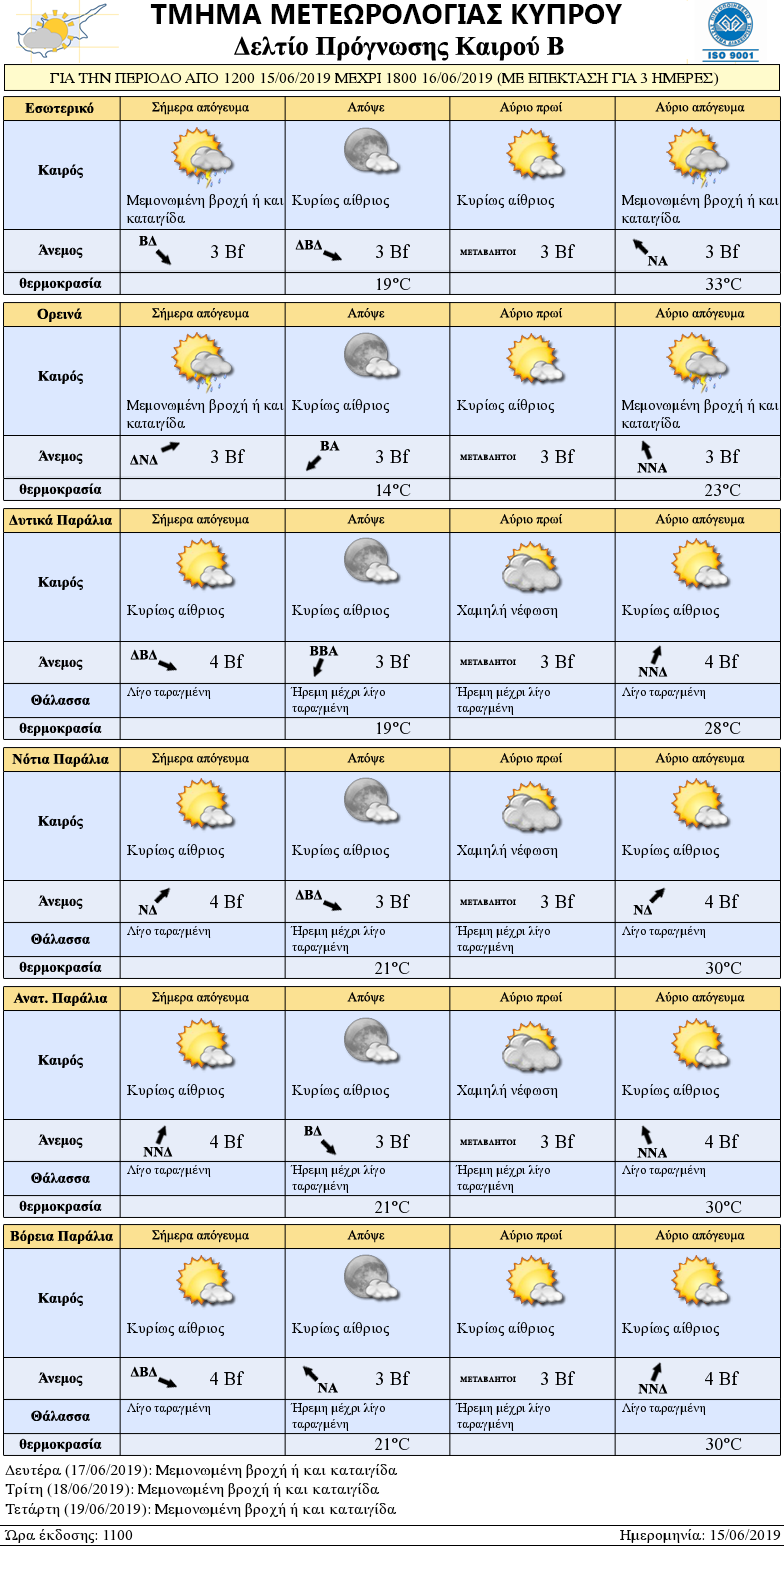 ΤΜΗΜΑ ΜΕΤΕΩΡΟΛΟΓΙΑΣ ΚΥΠΡΟΥ
Δελτίο Πρόγνωσης Καιρού Β
ISO 9001
ΓΙΑ ΤΗΝ ΠΕΡΙΟΔΟ ΑΠΟ 1200 15/06/2019 ΜΕΧΡΙ 1800 16/06/2019 (ΜΕ ΕΠΕΚΤΑΣΗ ΓΙΑ 3 ΗΜΕΡΕΣ)
Εσωτερικό Σήμερα απόγευμα Απόψε Αύριο πρωί Αύριο απόγευμα
Καιρός
Μεμονωμένη βροχή ή και Κυρίως αίθριος Κυρίως αίθριος Μεμονωμένη βροχή ή και
καταιγίδα καταιγίδα
Άνεμος ΒΔ 3 Bf ΔΒΔ 3 Bf ΜΕΤΑΒΛΗΤΟΙ 3 Bf ΝΑ 3 Bf
θερμοκρασία 19°C 33°C
Ορεινά Σήμερα απόγευμα Απόψε Αύριο πρωί Αύριο απόγευμα
Καιρός
Μεμονωμένη βροχή ή και Κυρίως αίθριος Κυρίως αίθριος Μεμονωμένη βροχή ή και
καταιγίδα καταιγίδα
Άνεμος ΔΝΔ 3 Bf ΒΑ 3 Bf ΜΕΤΑΒΛΗΤΟΙ 3 Bf ΝΝΑ 3 Bf
θερμοκρασία 14°C 23°C
Δυτικά Παράλια Σήμερα απόγευμα Απόψε Αύριο πρωί Αύριο απόγευμα
Καιρός
Κυρίως αίθριος Κυρίως αίθριος Χαμηλή νέφωση Κυρίως αίθριος
Άνεμος ΔΒΔ 4 Bf ΒΒΑ 3 Bf ΜΕΤΑΒΛΗΤΟΙ 3 Bf ΝΝΔ 4 Bf
Θάλασσα Λίγο ταραγμένη Ήρεμη μέχρι λίγο Ήρεμη μέχρι λίγο Λίγο ταραγμένη
ταραγμένη ταραγμένη
θερμοκρασία 19°C 28°C
Νότια Παράλια Σήμερα απόγευμα Απόψε Αύριο πρωί Αύριο απόγευμα
Καιρός
Κυρίως αίθριος Κυρίως αίθριος Χαμηλή νέφωση Κυρίως αίθριος
Άνεμος ΝΔ 4 Bf ΔΒΔ 3 Bf ΜΕΤΑΒΛΗΤΟΙ 3 Bf ΝΔ 4 Bf
Θάλασσα Λίγο ταραγμένη Ήρεμη μέχρι λίγο Ήρεμη μέχρι λίγο Λίγο ταραγμένη
ταραγμένη ταραγμένη
θερμοκρασία 21°C 30°C
Ανατ. Παράλια Σήμερα απόγευμα Απόψε Αύριο πρωί Αύριο απόγευμα
Καιρός
Κυρίως αίθριος Κυρίως αίθριος Χαμηλή νέφωση Κυρίως αίθριος
Άνεμος ΝΝΔ 4 Bf ΒΔ 3 Bf ΜΕΤΑΒΛΗΤΟΙ 3 Bf ΝΝΑ 4 Bf
Θάλασσα Λίγο ταραγμένη Ήρεμη μέχρι λίγο Ήρεμη μέχρι λίγο Λίγο ταραγμένη
ταραγμένη ταραγμένη
θερμοκρασία 21°C 30°C
Βόρεια Παράλια Σήμερα απόγευμα Απόψε Αύριο πρωί Αύριο απόγευμα
Καιρός
Κυρίως αίθριος Κυρίως αίθριος Κυρίως αίθριος Κυρίως αίθριος
Άνεμος ΔΒΔ 4 Bf ΝΑ 3 Bf ΜΕΤΑΒΛΗΤΟΙ 3 Bf ΝΝΔ 4 Bf
Θάλασσα Λίγο ταραγμένη Ήρεμη μέχρι λίγο Ήρεμη μέχρι λίγο Λίγο ταραγμένη
ταραγμένη ταραγμένη
θερμοκρασία 21°C 30°C
Δευτέρα (17/06/2019): Μεμονωμένη βροχή ή και καταιγίδα
Τρίτη (18/06/2019): Μεμονωμένη βροχή ή και καταιγίδα
Τετάρτη (19/06/2019): Μεμονωμένη βροχή ή και καταιγίδα
Ώρα έκδοσης: 1100 Ημερομηνία: 15/06/2019